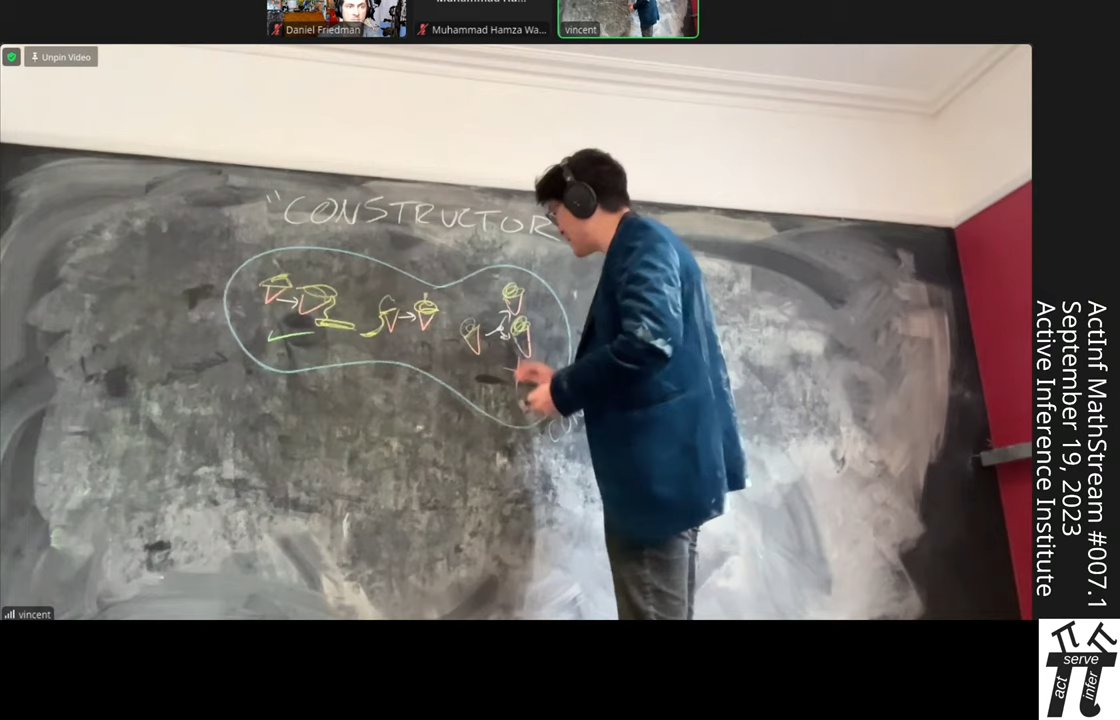 Daniel Friedman
Muhammad Hamza Wa...
vincent
Unpin Video
"CONSTRUCTOR
vincent
ActInf MathStream #007.1
September 19, 2023
Active Inference Institute
act
serve
infer